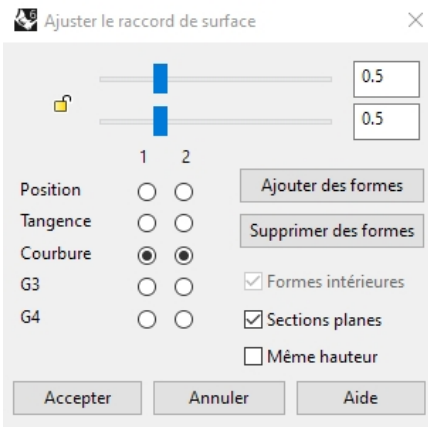 6 Ajuster le raccord de surface
0.5
0.5
1 2
Position
Tangence
Courbure
G3
G4
Ajouter des formes
Supprimer des formes
Formes intérieures
Sections planes
Même hauteur
Accepter Annuler Aide